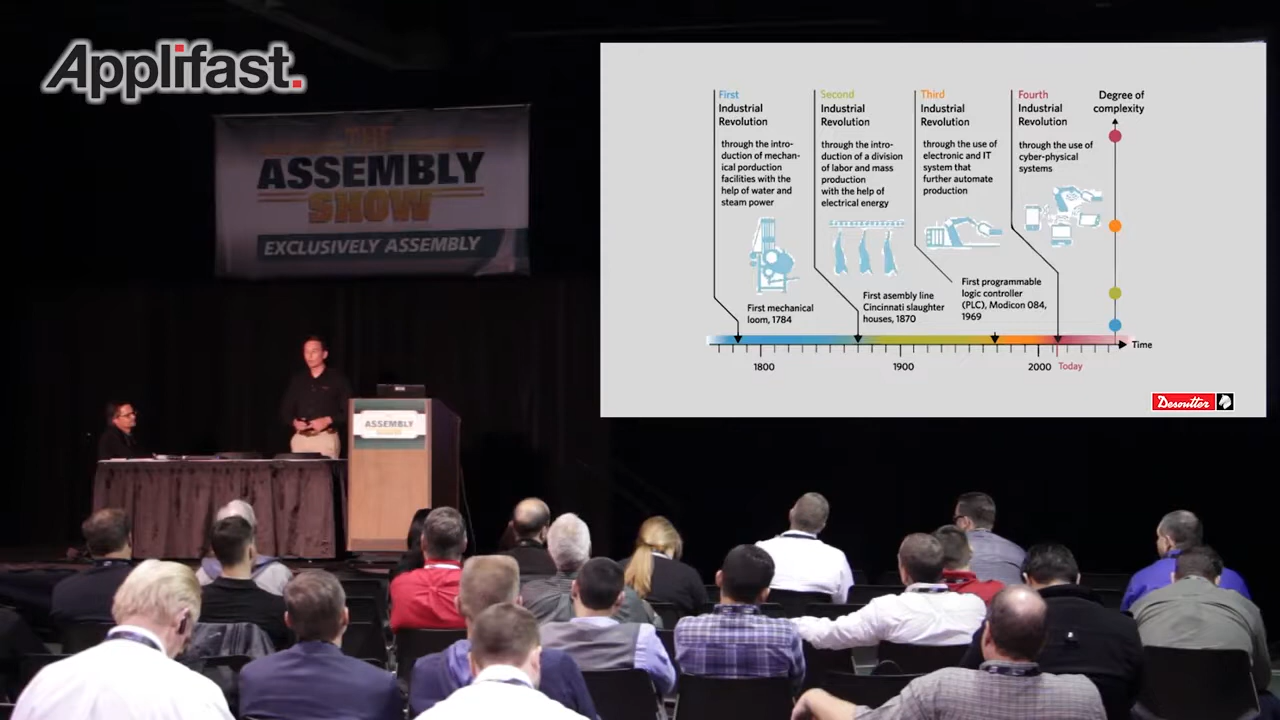 Applifast.
THE
ASSEMBLY
SHOW
EXCLUSIVELY ASSEMBLY
ASSEMBLY
SHOW
First
Industrial
Revolution
through the intro-
duction of mechan-
ical porduction
facilities with the
help of water and
steam power
First mechanical
loom, 1784
Second
Industrial
Revolution
through the intro-
duction of a division
of labor and mass
production
with the help of
electrical energy
First asembly line
Cincinnati slaughter
houses, 1870
Third
Industrial
Revolution
through the use of
electronic and IT
system that
further automate
production
First programmable
logic controller
(PLC), Modicon 084,
1969
Fourth
Industrial
Revolution
through the use of
cyber-physical
systems
Degree of
complexity
Time
1800
1900
2000
Today
Desoutter